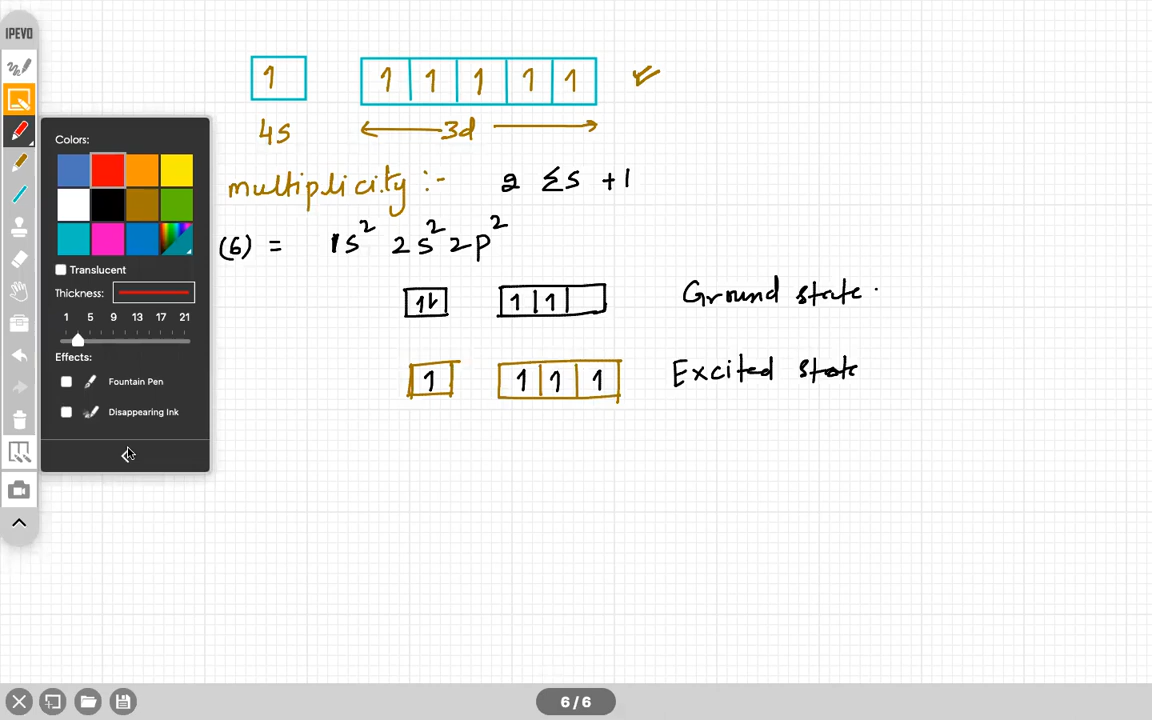 IPEVO
1 1 1 1 1 1
4s 3d
Colors:
multiplicity :- 2 ΣS +1
(6) = 1s² 2s² 2p²
Translucent
Thickness:
1 5 9 13 17 21
1⇂ 1 1 Ground state.
Effects:
Fountain Pen
1 1 1 1 Excited state
Disappearing Ink
6/6